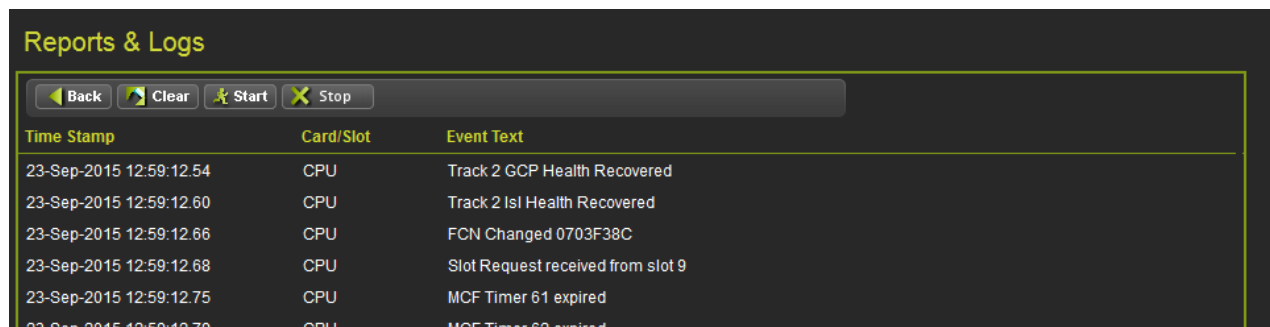 Reports & Logs
Back Clear Start Stop
Time Stamp Card/Slot Event Text
23-Sep-2015 12:59:12.54 CPU Track 2 GCP Health Recovered
23-Sep-2015 12:59:12.60 CPU Track 2 Isl Health Recovered
23-Sep-2015 12:59:12.66 CPU FCN Changed 0703F38C
23-Sep-2015 12:59:12.68 CPU Slot Request received from slot 9
23-Sep-2015 12:59:12.75 CPU MCF Timer 61 expired